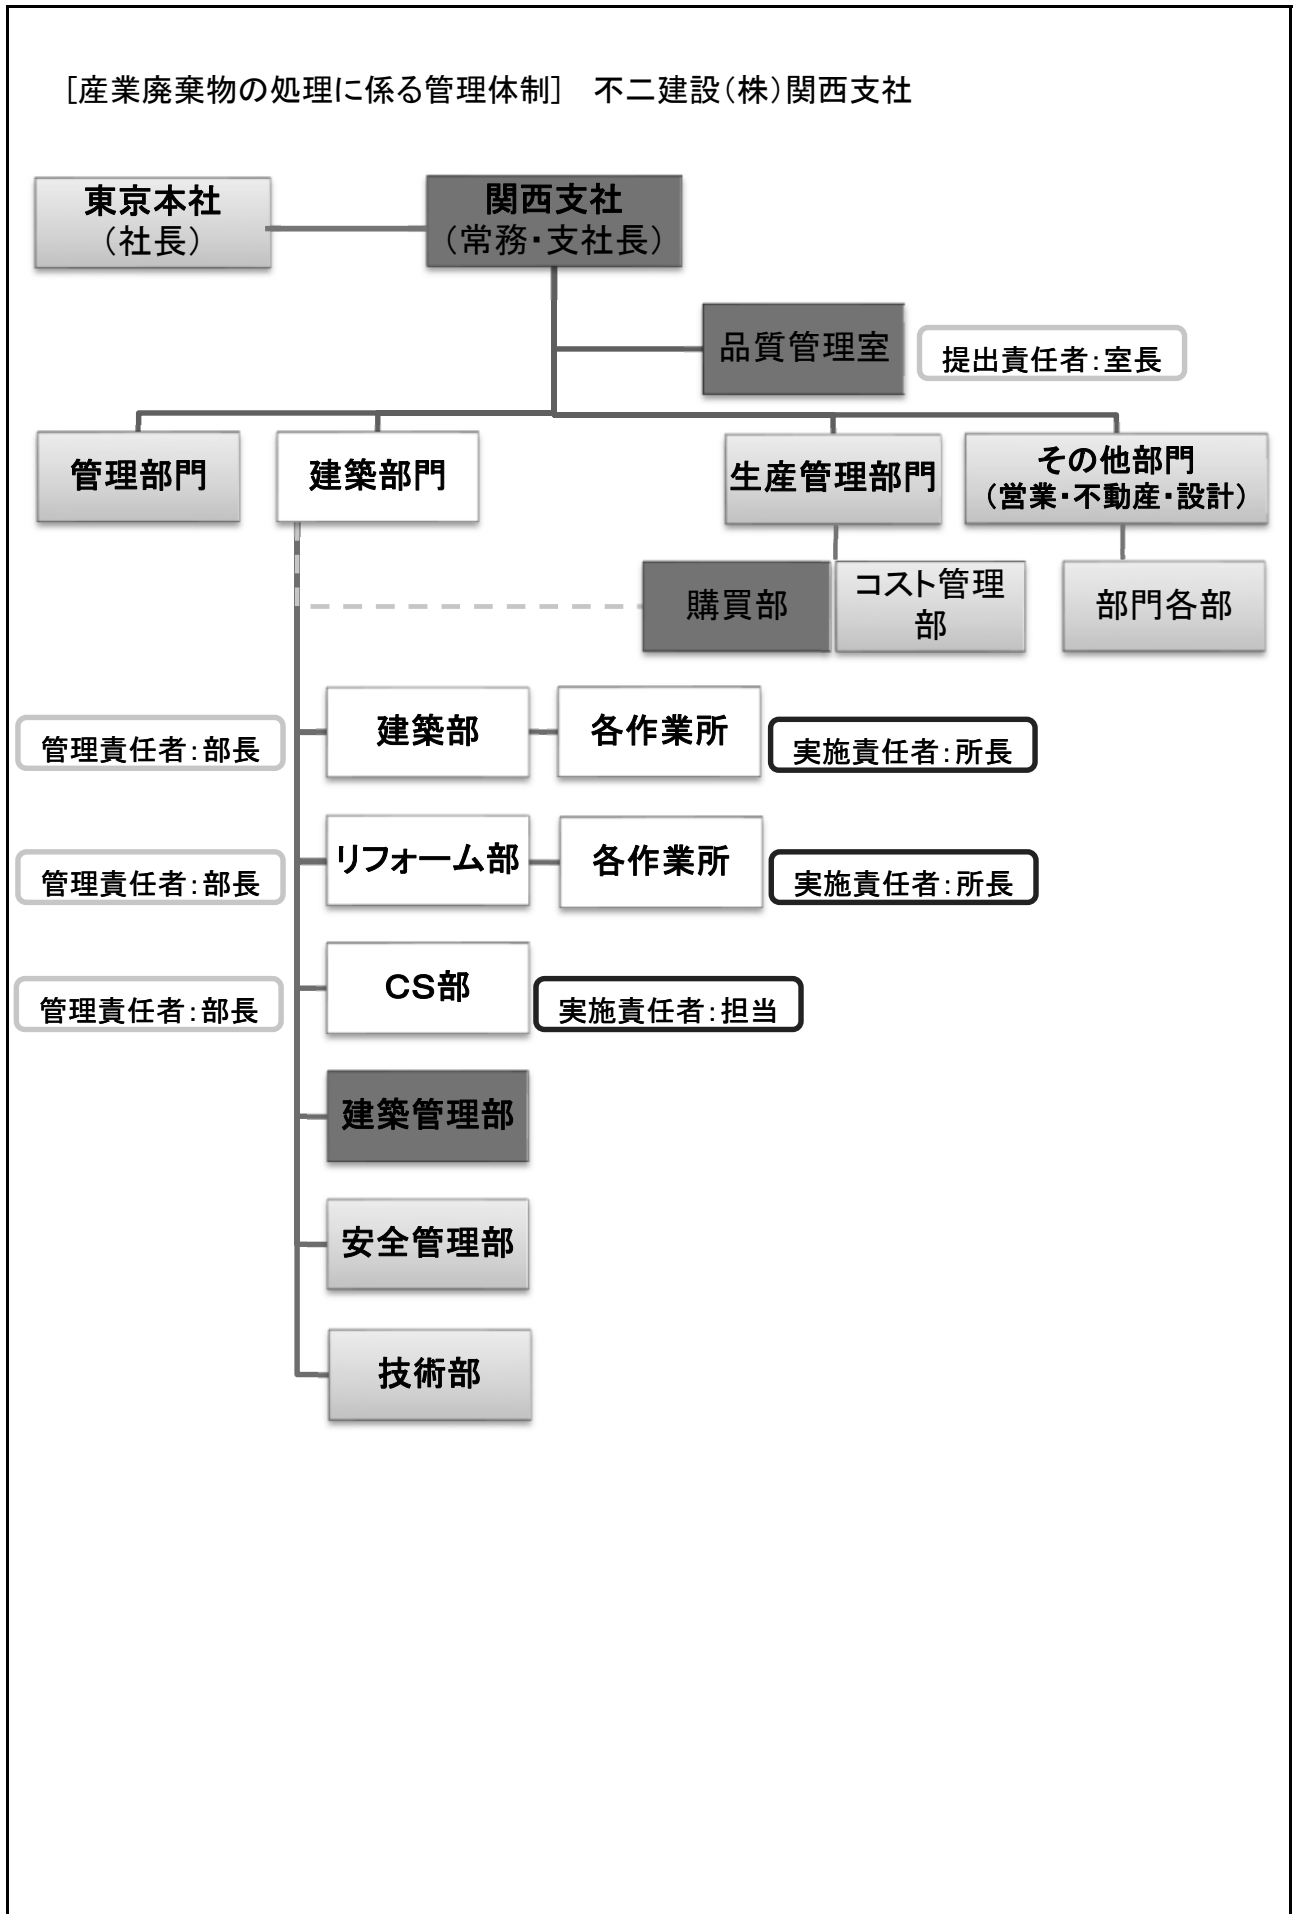 ［産業廃棄物の処理に係る管理体制］　不二建設（株）関西支社
東京本社
（社長）
関西支社
（常務・支社長）
品質管理室
提出責任者：室長
管理部門
建築部門
生産管理部門
その他部門
（営業・不動産・設計）
購買部
コスト管理
部
部門各部
管理責任者：部長
建築部
各作業所
実施責任者：所長
管理責任者：部長
リフォーム部
各作業所
実施責任者：所長
管理責任者：部長
CS部
実施責任者：担当
建築管理部
安全管理部
技術部